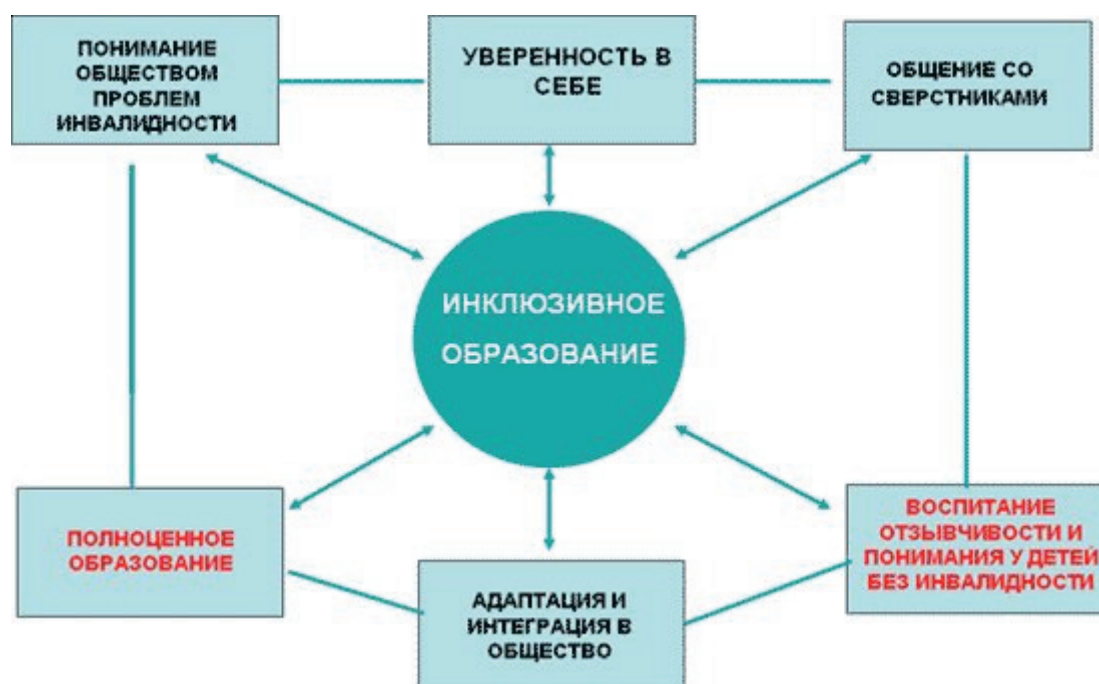 ПОНИМАНИЕ
ОБЩЕСТВОМ
ПРОБЛЕМ
ИНВАЛИДНОСТИ
УВЕРЕННОСТЬ В
СЕБЕ
ОБЩЕНИЕ СО
СВЕРСТНИКАМИ
ИНКЛЮЗИВНОЕ
ОБРАЗОВАНИЕ
ПОЛНОЦЕННОЕ
ОБРАЗОВАНИЕ
АДАПТАЦИЯ И
ИНТЕГРАЦИЯ В
ОБЩЕСТВО
ВОСПИТАНИЕ
ОТЗЫВЧИВОСТИ И
ПОНИМАНИЯ У ДЕТЕЙ
БЕЗ ИНВАЛИДНОСТИ